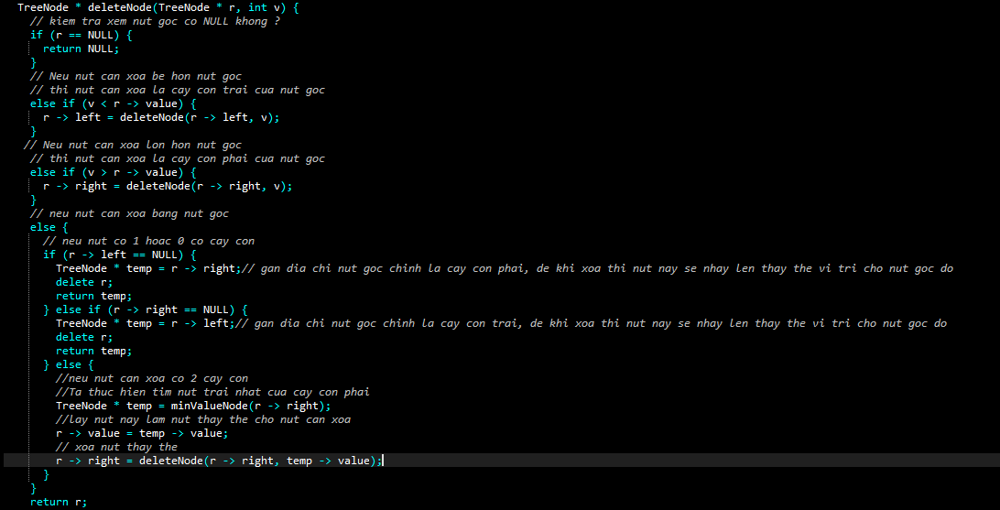 TreeNode * deleteNode(TreeNode * r, int v) {
  // kiem tra xem nut goc co NULL khong ?
  if (r == NULL) {
    return NULL;
  }
  // Neu nut can xoa be hon nut goc
  // thi nut can xoa la cay con trai cua nut goc
  else if (v < r -> value) {
    r -> left = deleteNode(r -> left, v);
  }
 // Neu nut can xoa lon hon nut goc
  // thi nut can xoa la cay con phai cua nut goc
  else if (v > r -> value) {
    r -> right = deleteNode(r -> right, v);
  }
  // neu nut can xoa bang nut goc
  else {
    // neu nut co 1 hoac 0 co cay con
    if (r -> left == NULL) {
      TreeNode * temp = r -> right;// gan dia chi nut goc chinh la cay con phai, de khi xoa thi nut nay se nhay len thay the vi tri cho nut goc do
      delete r;
      return temp;
    } else if (r -> right == NULL) {
      TreeNode * temp = r -> left;// gan dia chi nut goc chinh la cay con trai, de khi xoa thi nut nay se nhay len thay the vi tri cho nut goc do
      delete r;
      return temp;
    } else {
      //neu nut can xoa co 2 cay con
      //Ta thuc hien tim nut trai nhat cua cay con phai
      TreeNode * temp = minValueNode(r -> right);
      //lay nut nay lam nut thay the cho nut can xoa
      r -> value = temp -> value;
      // xoa nut thay the
      r -> right = deleteNode(r -> right, temp -> value);
    }
  }
  return r;